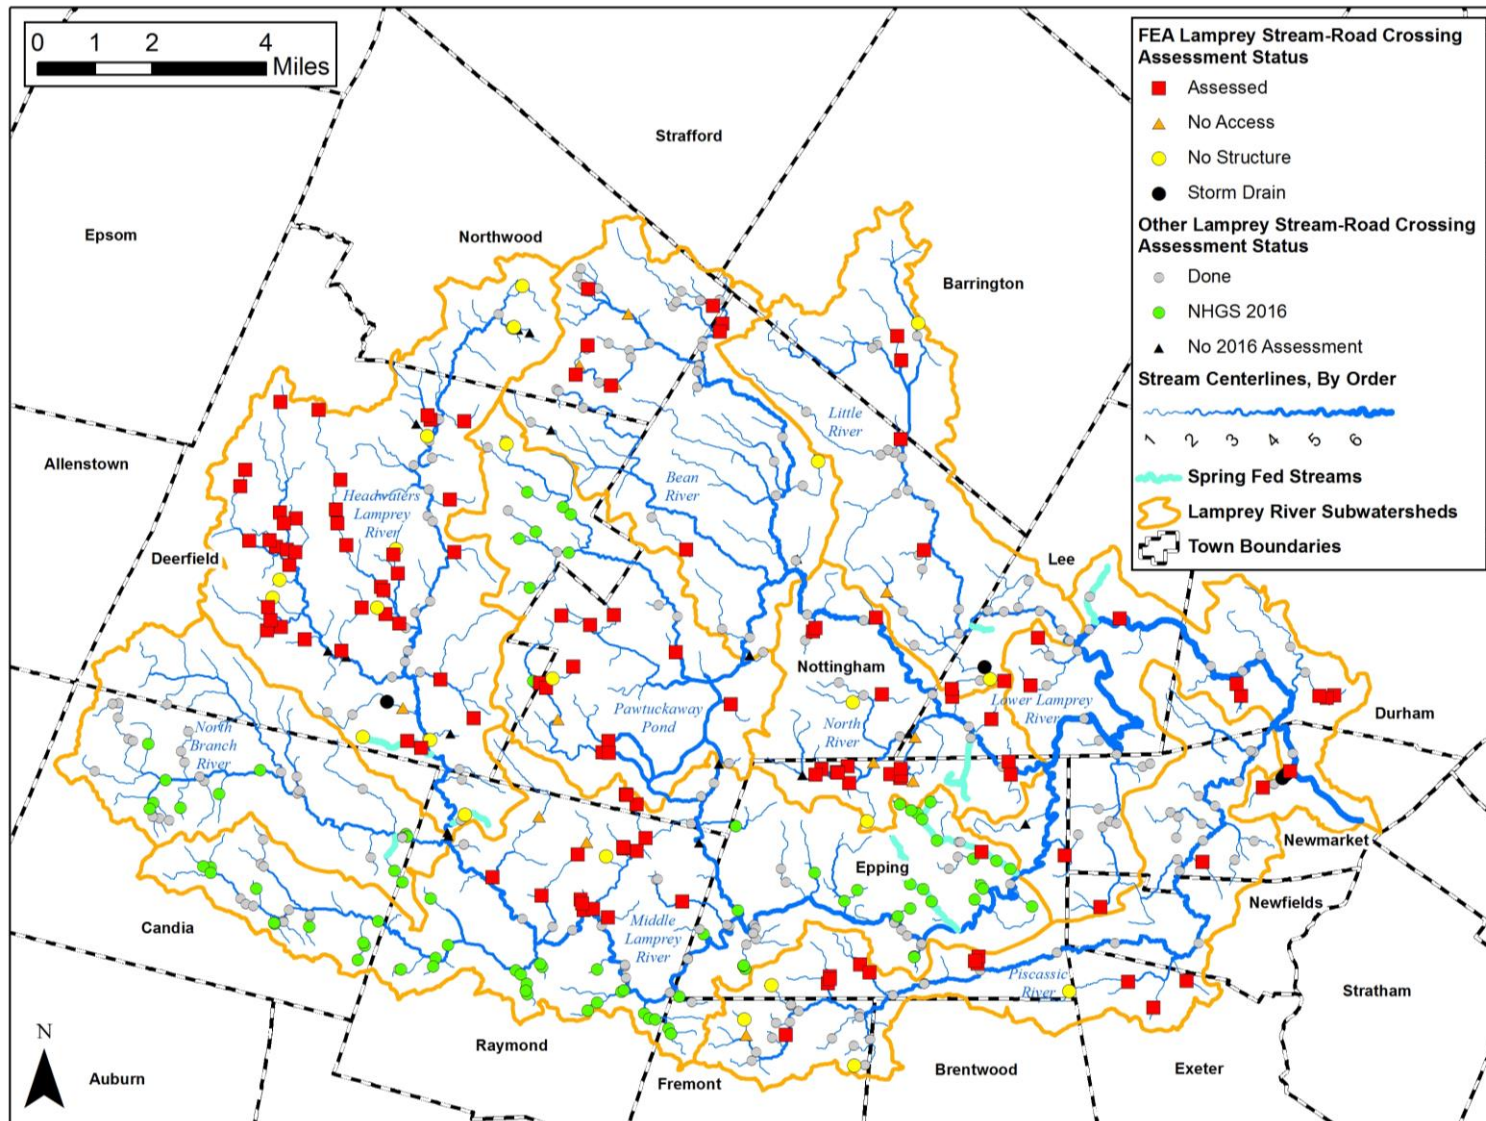 0 1 2 4
Miles
FEA Lamprey Stream-Road Crossing
Assessment Status
Assessed
No Access
No Structure
Storm Drain
Other Lamprey Stream-Road Crossing
Assessment Status
Done
NHGS 2016
No 2016 Assessment
Stream Centerlines, By Order
1 2 3 4 5 6
Spring Fed Streams
Lamprey River Subwatersheds
Town Boundaries
Strafford
Epsom
Northwood
Barrington
Little
River
Allenstown
Bean
River
Headwaters
Lamprey
River
Deerfield
Lee
Nottingham
Lower Lamprey
River
Pawtuckaway
Pond
North
River
Durham
North
Branch
River
Newmarket
Epping
Newfields
Candia
Middle
Lamprey
River
Piscassic
River
Stratham
N
Raymond
Auburn
Fremont
Brentwood
Exeter